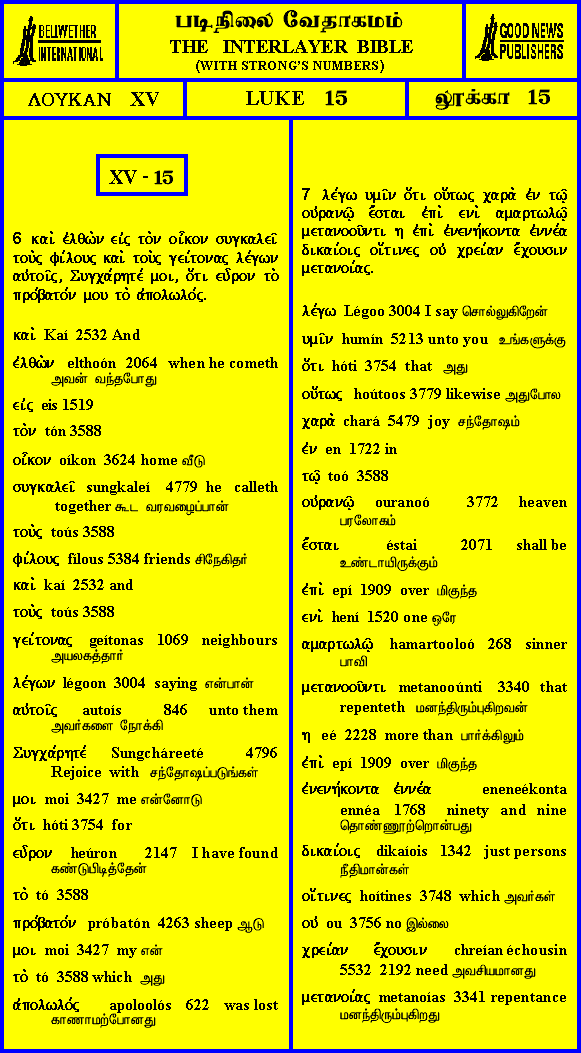 BELLWETHER
INTERNATIONAL
படிநிலை வேதாகமம்
THE INTERLAYER BIBLE
(WITH STRONG'S NUMBERS)
GOOD NEWS
PUBLISHERS
ΛΟΥΚΑΝ XV
LUKE 15
லூக்கா 15
XV - 15
6 καὶ ἐλθὼν εἰς τὸν οἶκον συγκαλεῖ
τοὺς φίλους καὶ τοὺς γείτονας λέγων
αὐτοῖς, Συγχάρητέ μοι, ὅτι εὗρον τὸ
πρόβατόν μου τὸ ἀπολωλός.
καὶ Kaí 2532 And
ἐλθὼν elthoón 2064 when he cometh
அவன் வந்தபோது
εἰς eis 1519
τὸν tón 3588
οἶκον oíkon 3624 home வீடு
συγκαλεῖ sungkaleí 4779 he calleth
together கூட வரவழைப்பான்
τοὺς toús 3588
φίλους fílous 5384 friends சிநேகிதர்
καὶ kaí 2532 and
τοὺς toús 3588
γείτονας geítonas 1069 neighbours
அயலகத்தார்
λέγων légoon 3004 saying என்பான்
αὐτοῖς autoís 846 unto them
அவர்களை நோக்கி
Συγχάρητέ Sungcháreeté 4796
Rejoice with சந்தோஷப்படுங்கள்
μοι moi 3427 me என்னோடு
ὅτι hóti 3754 for
εὗρον heúron 2147 I have found
கண்டுபிடித்தேன்
τὸ tó 3588
πρόβατόν próbatón 4263 sheep ஆடு
μοι moi 3427 my என்
τὸ tó 3588 which அது
ἀπολωλός apoloolós 622 was lost
காணாமற்போனது
7 λέγω υμῖν ὅτι οὕτως χαρὰ ἐν τῷ
οὐρανῷ ἔσται ἐπὶ ενὶ αμαρτωλῷ
μετανοοῦντι η ἐπὶ ἐνενήκοντα ἐννέα
δικαίοις οἵτινες οὐ χρείαν ἔχουσιν
μετανοίας.
λέγω Légoo 3004 I say சொல்லுகிறேன்
υμῖν humín 5213 unto you உங்களுக்கு
ὅτι hóti 3754 that அது
οὕτως hoútoos 3779 likewise அதுபோல
χαρὰ chará 5479 joy சந்தோஷம்
ἐν en 1722 in
τῷ toó 3588
οὐρανῷ ouranoó 3772 heaven
பரலோகம்
ἔσται éstai 2071 shall be
உண்டாயிருக்கும்
ἐπὶ epí 1909 over மிகுந்த
ενὶ hení 1520 one ஒரே
αμαρτωλῷ hamartooloó 268 sinner
பாவி
μετανοοῦντι metanooúnti 3340 that
repenteth மனந்திரும்புகிறவன்
η eé 2228 more than பார்க்கிலும்
ἐπὶ epí 1909 over மிகுந்த
ἐνενήκοντα ἐννέα eneneékonta
ennéa 1768 ninety and nine
தொண்ணூற்றொன்பது
δικαίοις dikaíois 1342 just persons
நீதிமான்கள்
οἵτινες hoítines 3748 which அவர்கள்
οὐ ou 3756 no இல்லை
χρείαν ἔχουσιν chreían échousin
5532 2192 need அவசியமானது
μετανοίας metanoías 3341 repentance
மனந்திரும்புகிறது